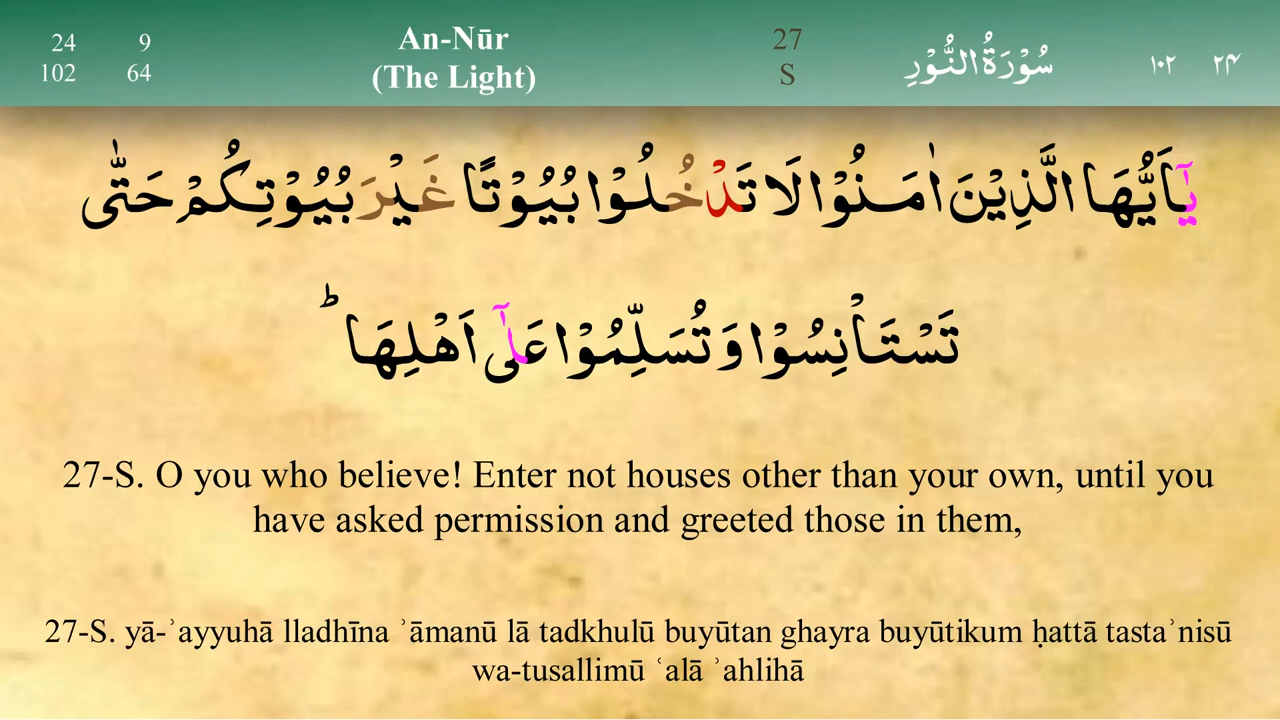 24 9 An-Nūr 27 سُوْرَةُ النُّوْرِ ۱۰۲ ۲۴
102 64 (The Light) S
يٰٓاَيُّهَا الَّذِيْنَ اٰمَنُوْا لَا تَدْخُلُوْا بُيُوْتًا غَيْرَ بُيُوْتِكُمْ حَتّٰى
تَسْتَاْنِسُوْا وَتُسَلِّمُوْا عَلٰٓى اَهْلِهَا ؕ
27-S. O you who believe! Enter not houses other than your own, until you
have asked permission and greeted those in them,
27-S. yā-ʾayyuhā lladhīna ʾāmanū lā tadkhulū buyūtan ghayra buyūtikum ḥattā tastaʾnisū
wa-tusallimū ʿalā ʾahlihā